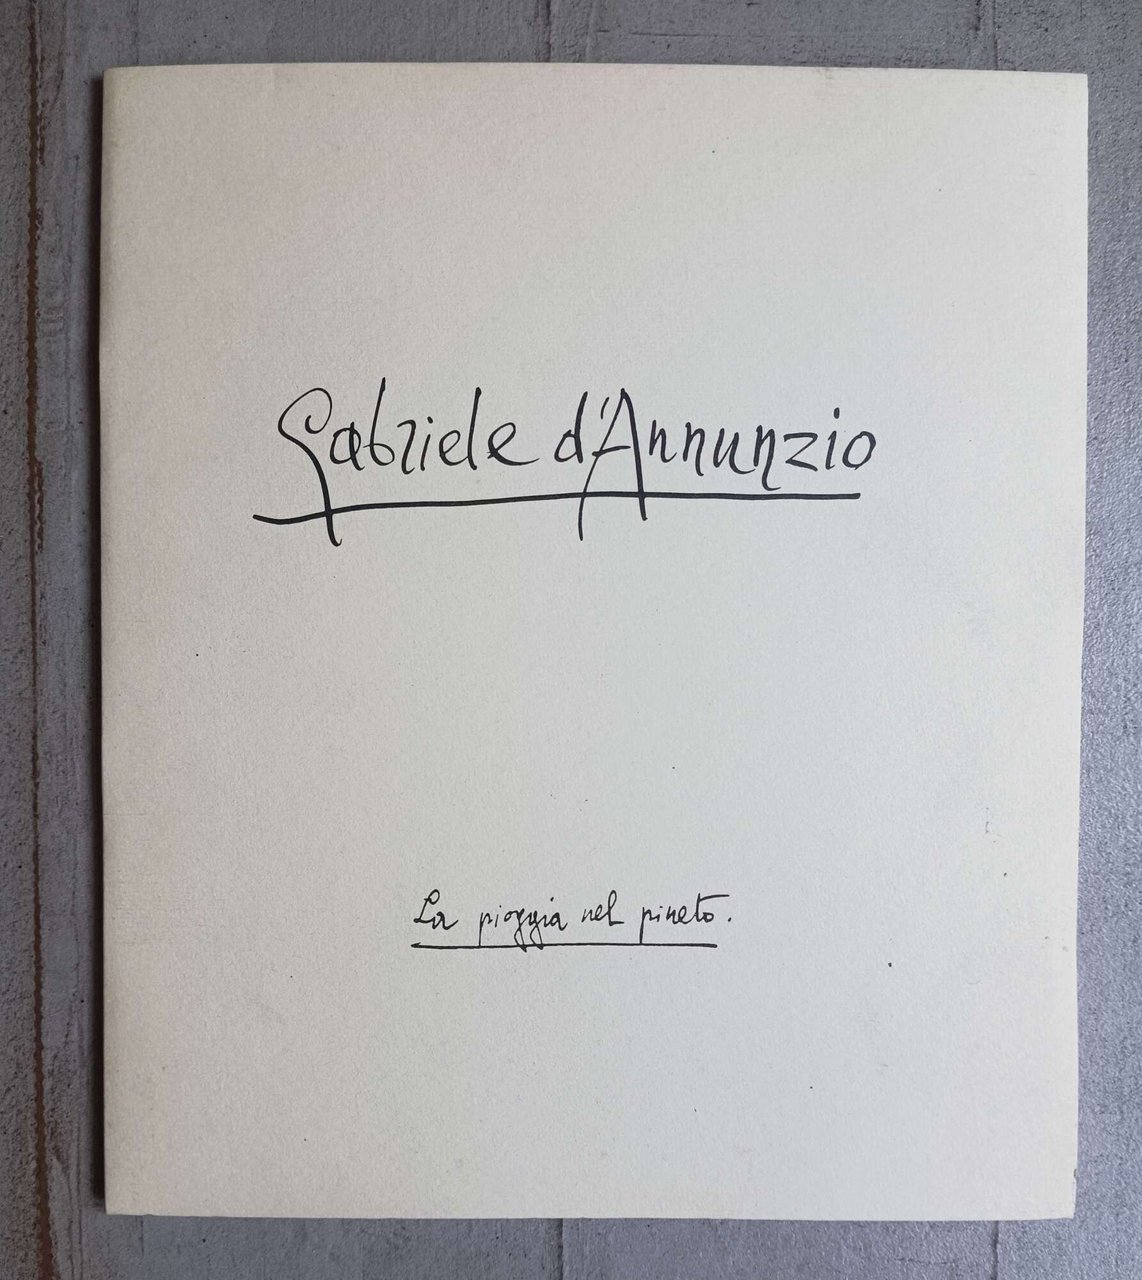 Gabriele d'Annunzio
La pioggia nel pineto.